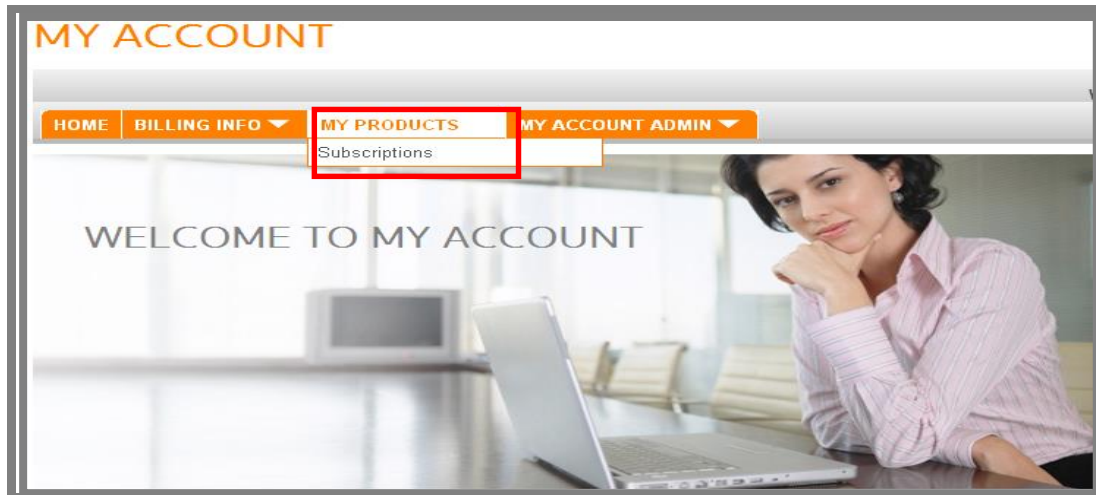 MY ACCOUNT
HOME BILLING INFO MY PRODUCTS MY ACCOUNT ADMIN
Subscriptions
WELCOME TO MY ACCOUNT